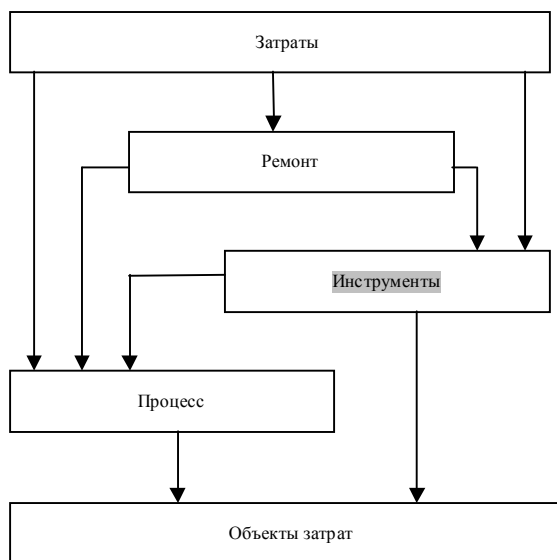 Затраты
Ремонт
Инструменты
Процесс
Объекты затрат